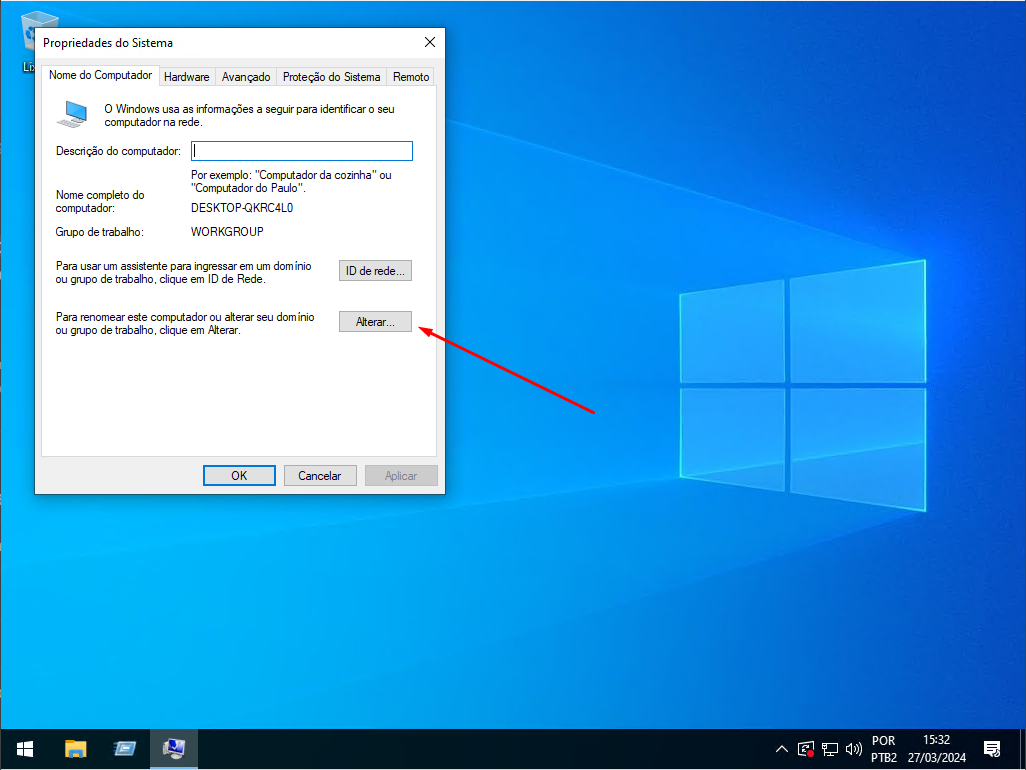 Propriedades do Sistema
Nome do Computador
Hardware
Avançado
Proteção do Sistema
Remoto
O Windows usa as informações a seguir para identificar o seu
computador na rede.
Descrição do computador:
Por exemplo: "Computador da cozinha" ou
"Computador do Paulo".
Nome completo do
computador:
DESKTOP-QKRC4L0
Grupo de trabalho:
WORKGROUP
Para usar um assistente para ingressar em um domínio
ou grupo de trabalho, clique em ID de Rede.
ID de rede...
Para renomear este computador ou alterar seu domínio
ou grupo de trabalho, clique em Alterar.
Alterar...
OK
Cancelar
Aplicar
POR
PTB2
15:32
27/03/2024